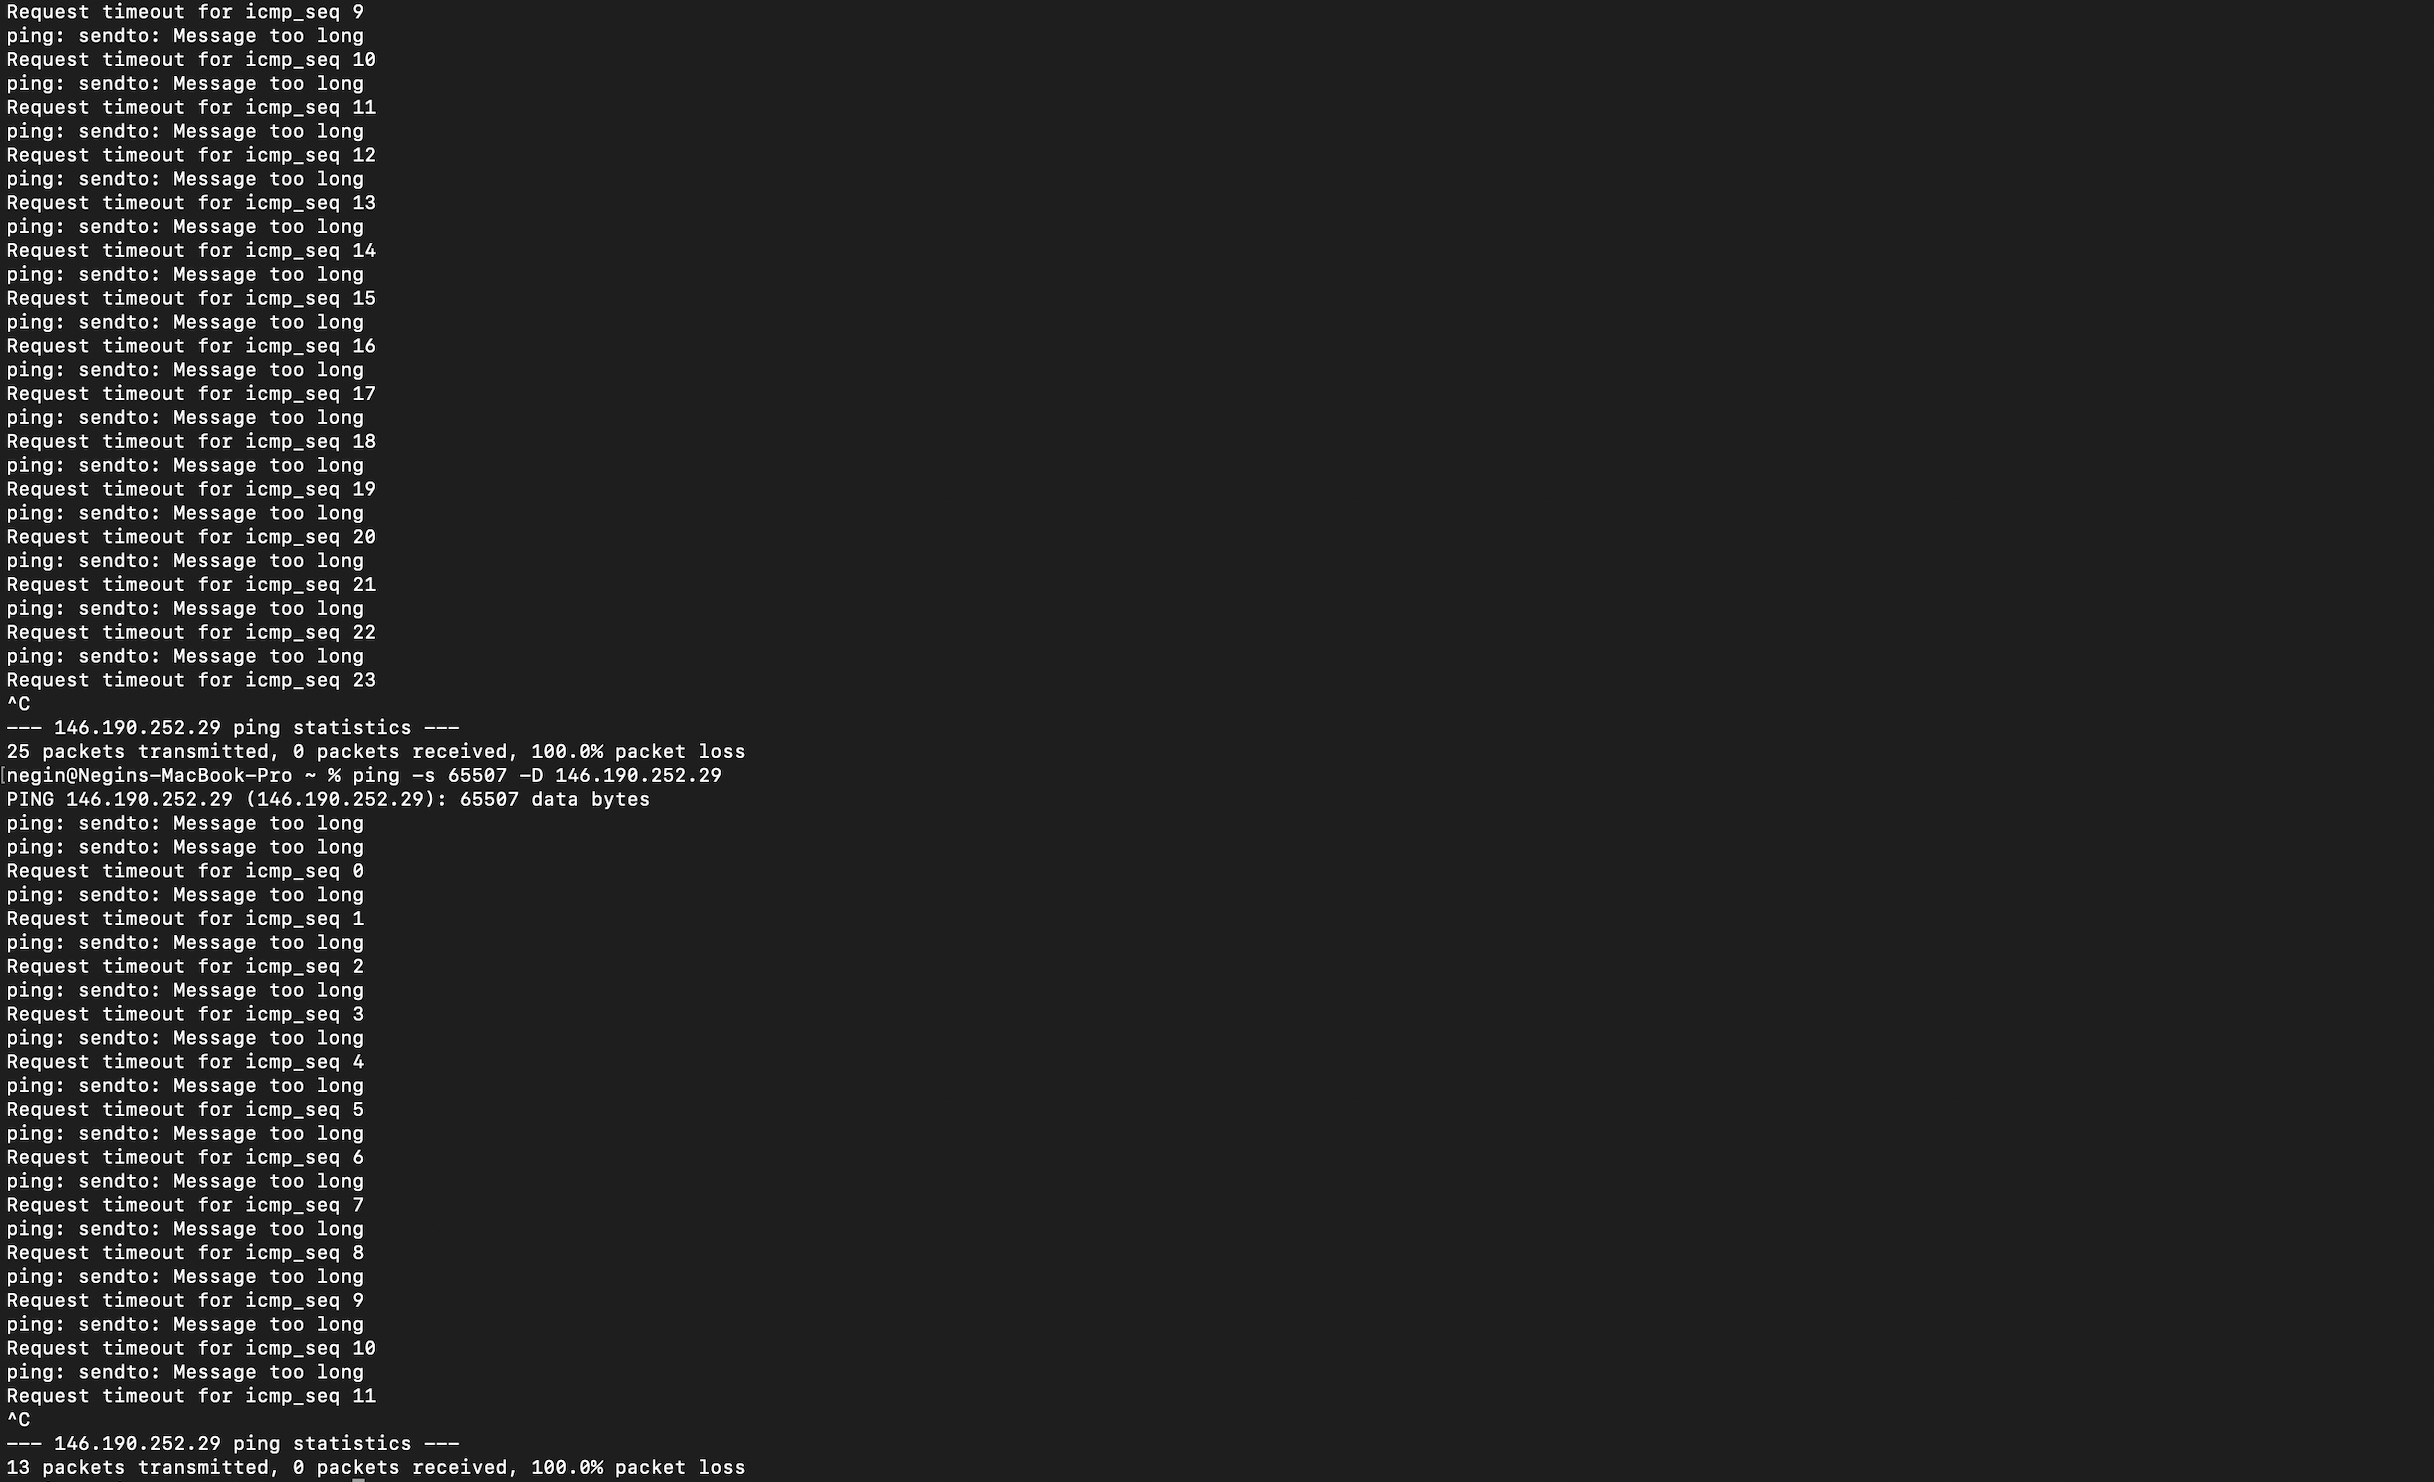 Request timeout for icmp_seq 9
ping: sendto: Message too long
Request timeout for icmp_seq 10
ping: sendto: Message too long
Request timeout for icmp_seq 11
ping: sendto: Message too long
Request timeout for icmp_seq 12
ping: sendto: Message too long
Request timeout for icmp_seq 13
ping: sendto: Message too long
Request timeout for icmp_seq 14
ping: sendto: Message too long
Request timeout for icmp_seq 15
ping: sendto: Message too long
Request timeout for icmp_seq 16
ping: sendto: Message too long
Request timeout for icmp_seq 17
ping: sendto: Message too long
Request timeout for icmp_seq 18
ping: sendto: Message too long
Request timeout for icmp_seq 19
ping: sendto: Message too long
Request timeout for icmp_seq 20
ping: sendto: Message too long
Request timeout for icmp_seq 21
ping: sendto: Message too long
Request timeout for icmp_seq 22
ping: sendto: Message too long
Request timeout for icmp_seq 23
^C
--- 146.190.252.29 ping statistics ---
25 packets transmitted, 0 packets received, 100.0% packet loss
[negin@Negins-MacBook-Pro ~ % ping -s 65507 -D 146.190.252.29
PING 146.190.252.29 (146.190.252.29): 65507 data bytes
ping: sendto: Message too long
ping: sendto: Message too long
Request timeout for icmp_seq 0
ping: sendto: Message too long
Request timeout for icmp_seq 1
ping: sendto: Message too long
Request timeout for icmp_seq 2
ping: sendto: Message too long
Request timeout for icmp_seq 3
ping: sendto: Message too long
Request timeout for icmp_seq 4
ping: sendto: Message too long
Request timeout for icmp_seq 5
ping: sendto: Message too long
Request timeout for icmp_seq 6
ping: sendto: Message too long
Request timeout for icmp_seq 7
ping: sendto: Message too long
Request timeout for icmp_seq 8
ping: sendto: Message too long
Request timeout for icmp_seq 9
ping: sendto: Message too long
Request timeout for icmp_seq 10
ping: sendto: Message too long
Request timeout for icmp_seq 11
^C
--- 146.190.252.29 ping statistics ---
13 packets transmitted, 0 packets received, 100.0% packet loss